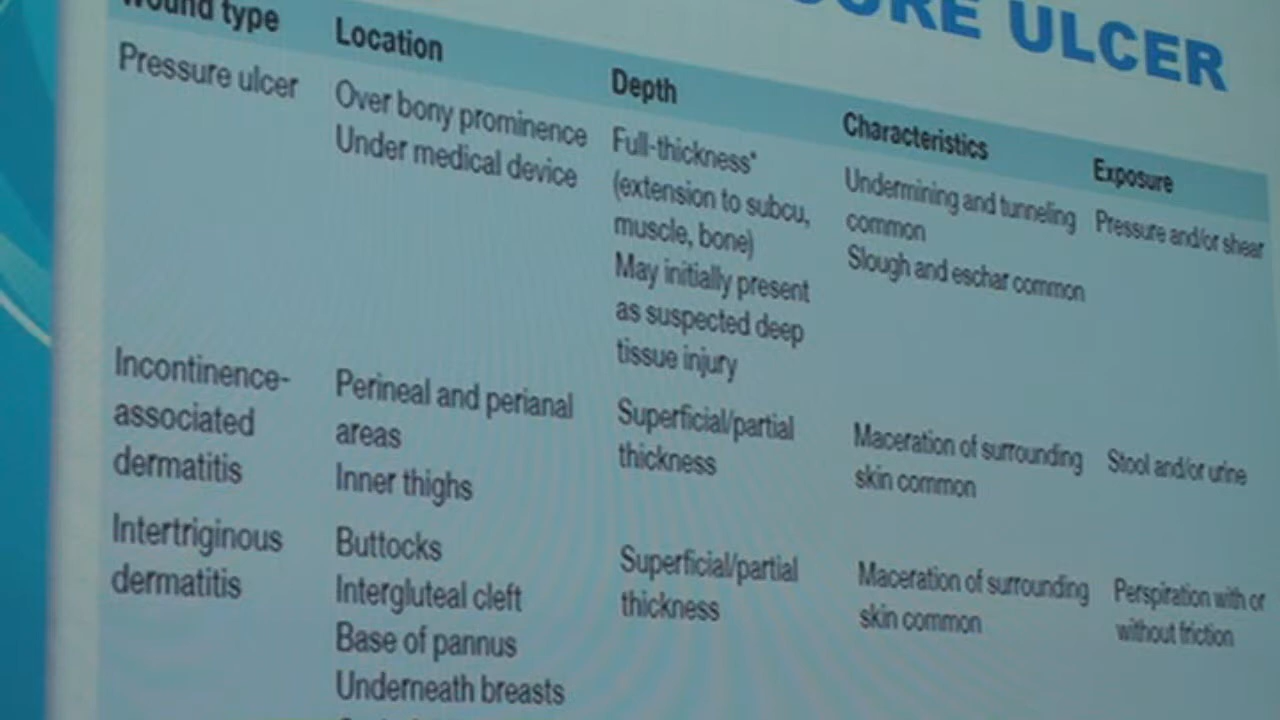 ULCER
Wound type Location Depth Characteristics Exposure
Pressure ulcer
Over bony prominence
Under medical device
Full-thickness*
(extension to subcu,
muscle, bone)
May initially present
as suspected deep
tissue injury
Undermining and tunneling
common
Slough and eschar common
Pressure and/or shear
Incontinence-
associated
dermatitis
Perineal and perianal
areas
Inner thighs
Superficial/partial
thickness
Maceration of surrounding
skin common
Stool and/or urine
Intertriginous
dermatitis
Buttocks
Intergluteal cleft
Base of pannus
Underneath breasts
Superficial/partial
thickness
Maceration of surrounding
skin common
Perspiration with or
without friction